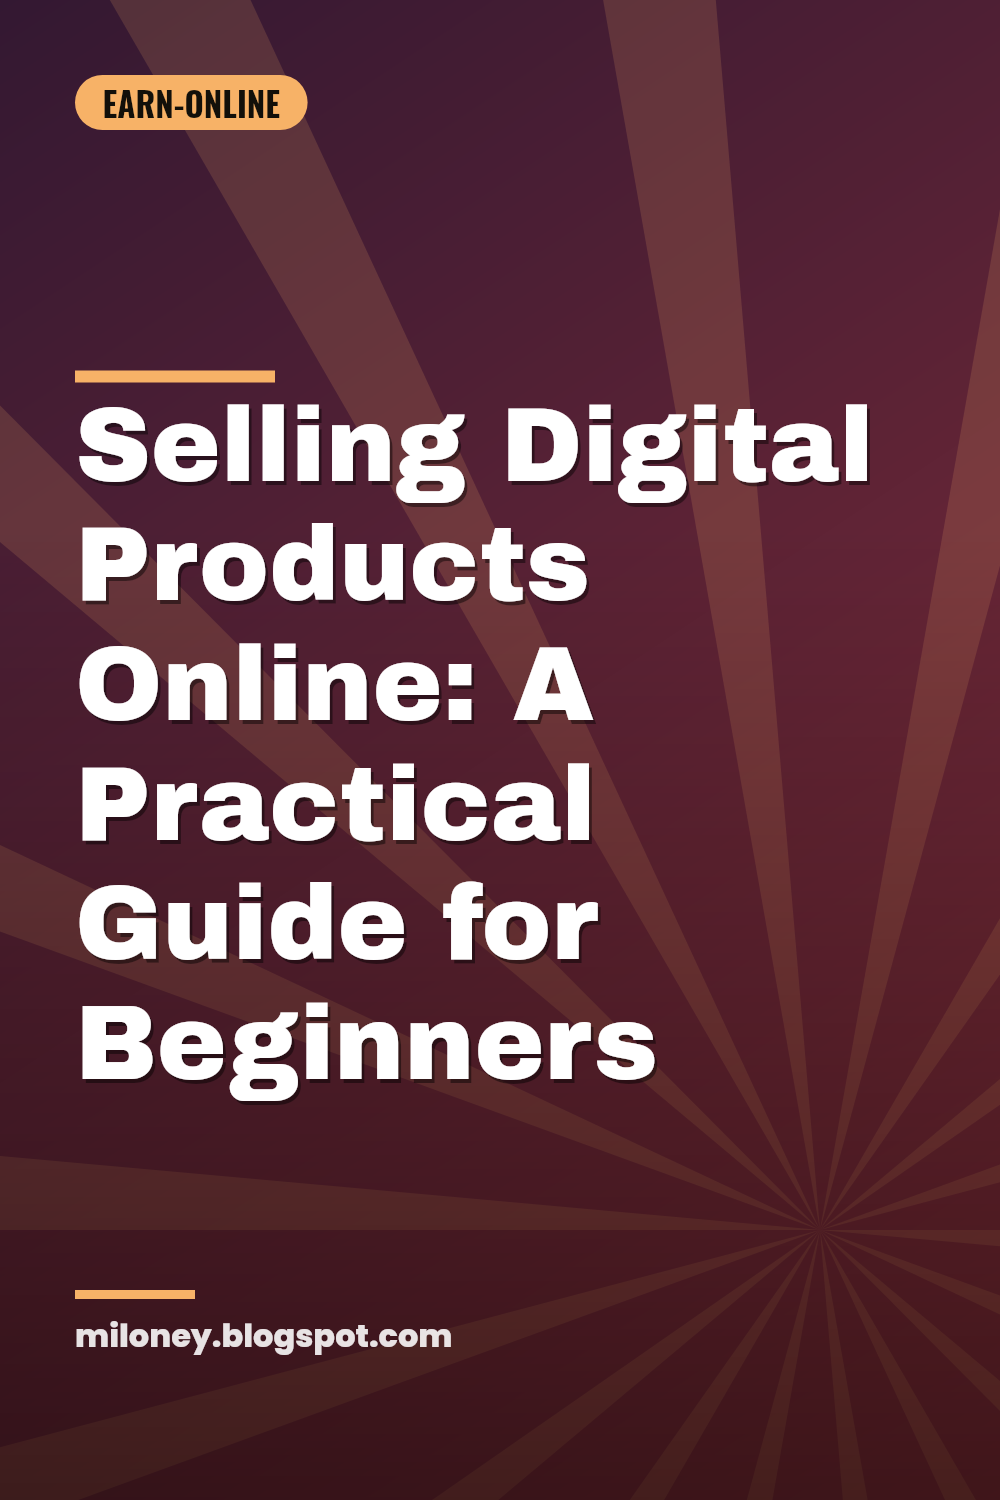 EARN-ONLINE
Selling Digital
Products
Online: A
Practical
Guide for
Beginners
miloney.blogspot.com